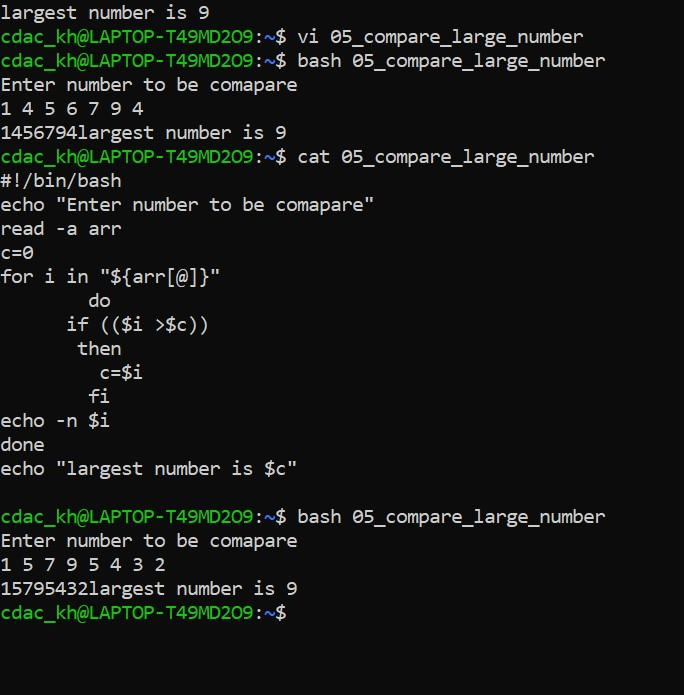 largest number is 9
cdac_kh@LAPTOP-T49MD2O9:~$ vi 05_compare_large_number
cdac_kh@LAPTOP-T49MD2O9:~$ bash 05_compare_large_number
Enter number to be comapare
1 4 5 6 7 9 4
1456794largest number is 9
cdac_kh@LAPTOP-T49MD2O9:~$ cat 05_compare_large_number
#!/bin/bash
echo "Enter number to be comapare"
read -a arr
c=0
for i in "${arr[@]}"
        do
      if (($i >$c))
       then
         c=$i
        fi
echo -n $i
done
echo "largest number is $c"

cdac_kh@LAPTOP-T49MD2O9:~$ bash 05_compare_large_number
Enter number to be comapare
1 5 7 9 5 4 3 2
15795432largest number is 9
cdac_kh@LAPTOP-T49MD2O9:~$